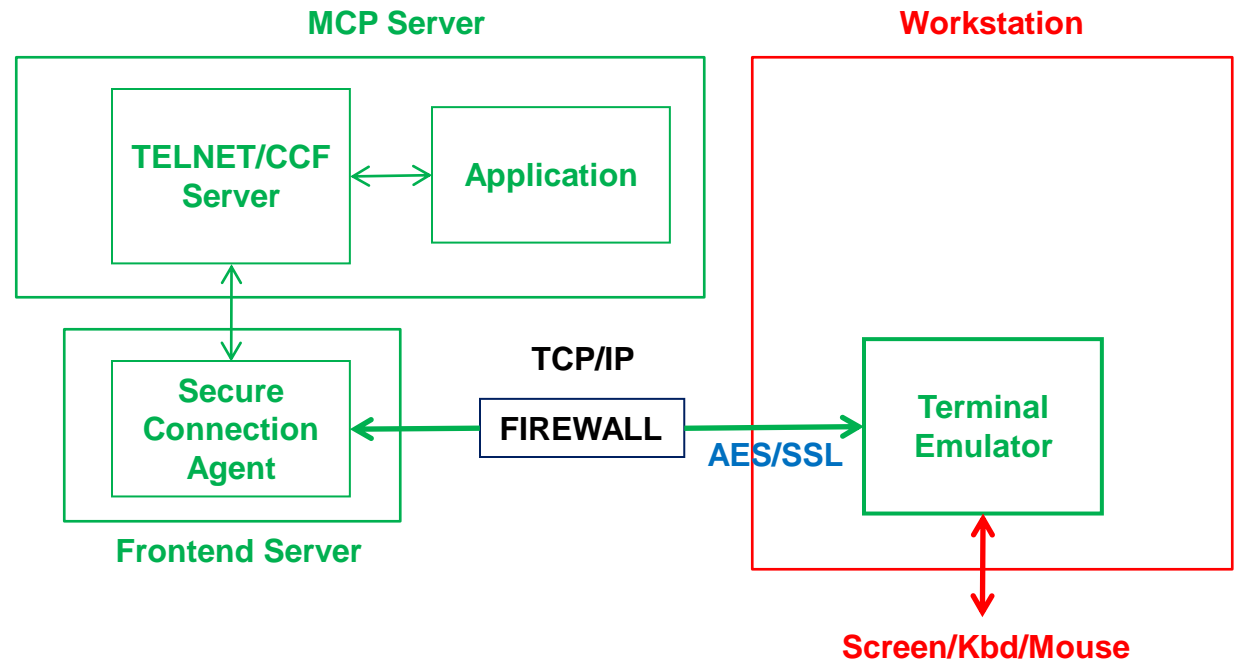 MCP Server
Workstation
TELNET/CCF
Server
Application
Secure
Connection
Agent
TCP/IP
FIREWALL
AES/SSL
Terminal
Emulator
Frontend Server
Screen/Kbd/Mouse